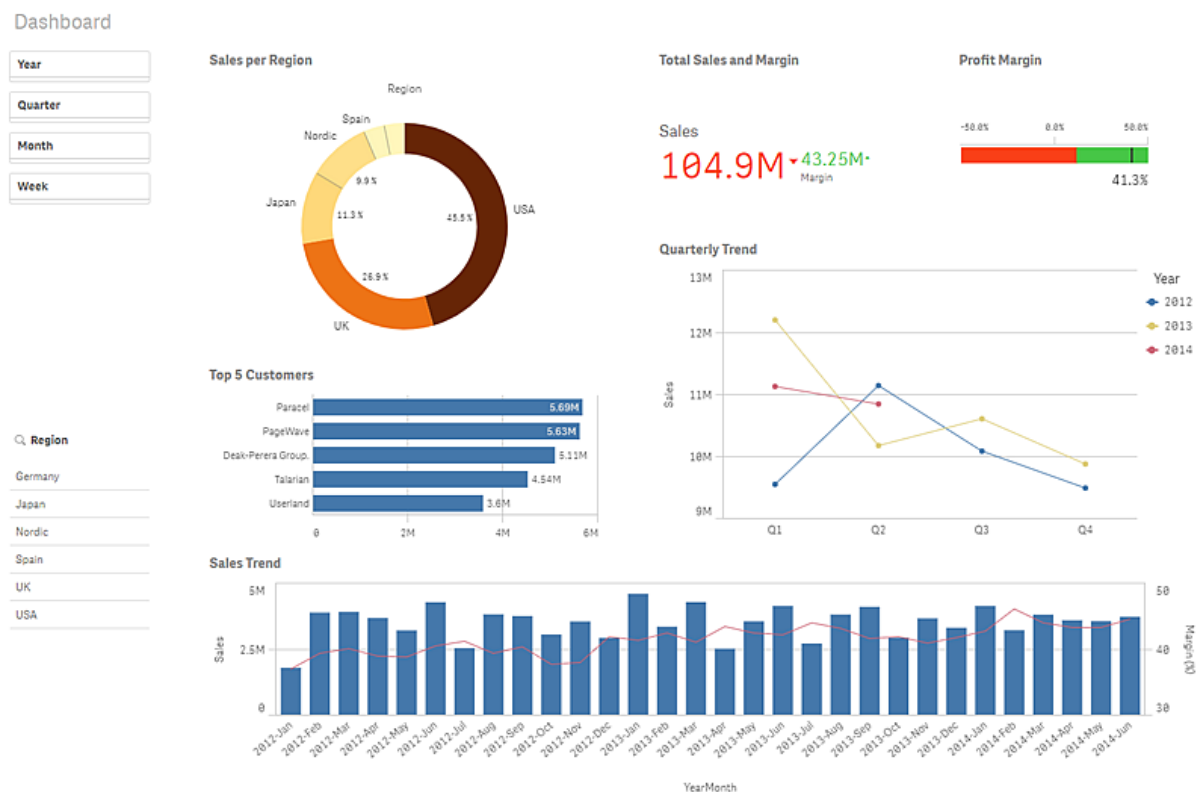 Dashboard
Year
Quarter
Month
Week
Region
Germany
Japan
Nordic
Spain
UK
USA
Sales per Region
Region
Spain
Nordic
Japan
UK
USA
9.9%
11.3%
26.9%
45.5%
Total Sales and Margin
Sales
104.9M
43.25M
Margin
Profit Margin
-50.0% 0.0% 50.0%
41.3%
Top 5 Customers
Paracel 5.69M
PageWave 5.63M
Deak-Perera Group. 5.11M
Talarian 4.54M
Userland 3.6M
0 2M 4M 6M
Quarterly Trend
Sales
13M
12M
11M
10M
9M
Q1 Q2 Q3 Q4
Year
2012
2013
2014
Sales Trend
Sales
5M
2.5M
0
50
40
30
Margin (%)
2012-Jan 2012-Feb 2012-Mar 2012-Apr 2012-May 2012-Jun 2012-Jul 2012-Aug 2012-Sep 2012-Oct 2012-Nov 2012-Dec 2013-Jan 2013-Feb 2013-Mar 2013-Apr 2013-May 2013-Jun 2013-Jul 2013-Aug 2013-Sep 2013-Oct 2013-Nov 2013-Dec 2014-Jan 2014-Feb 2014-Mar 2014-Apr 2014-May 2014-Jun
YearMonth